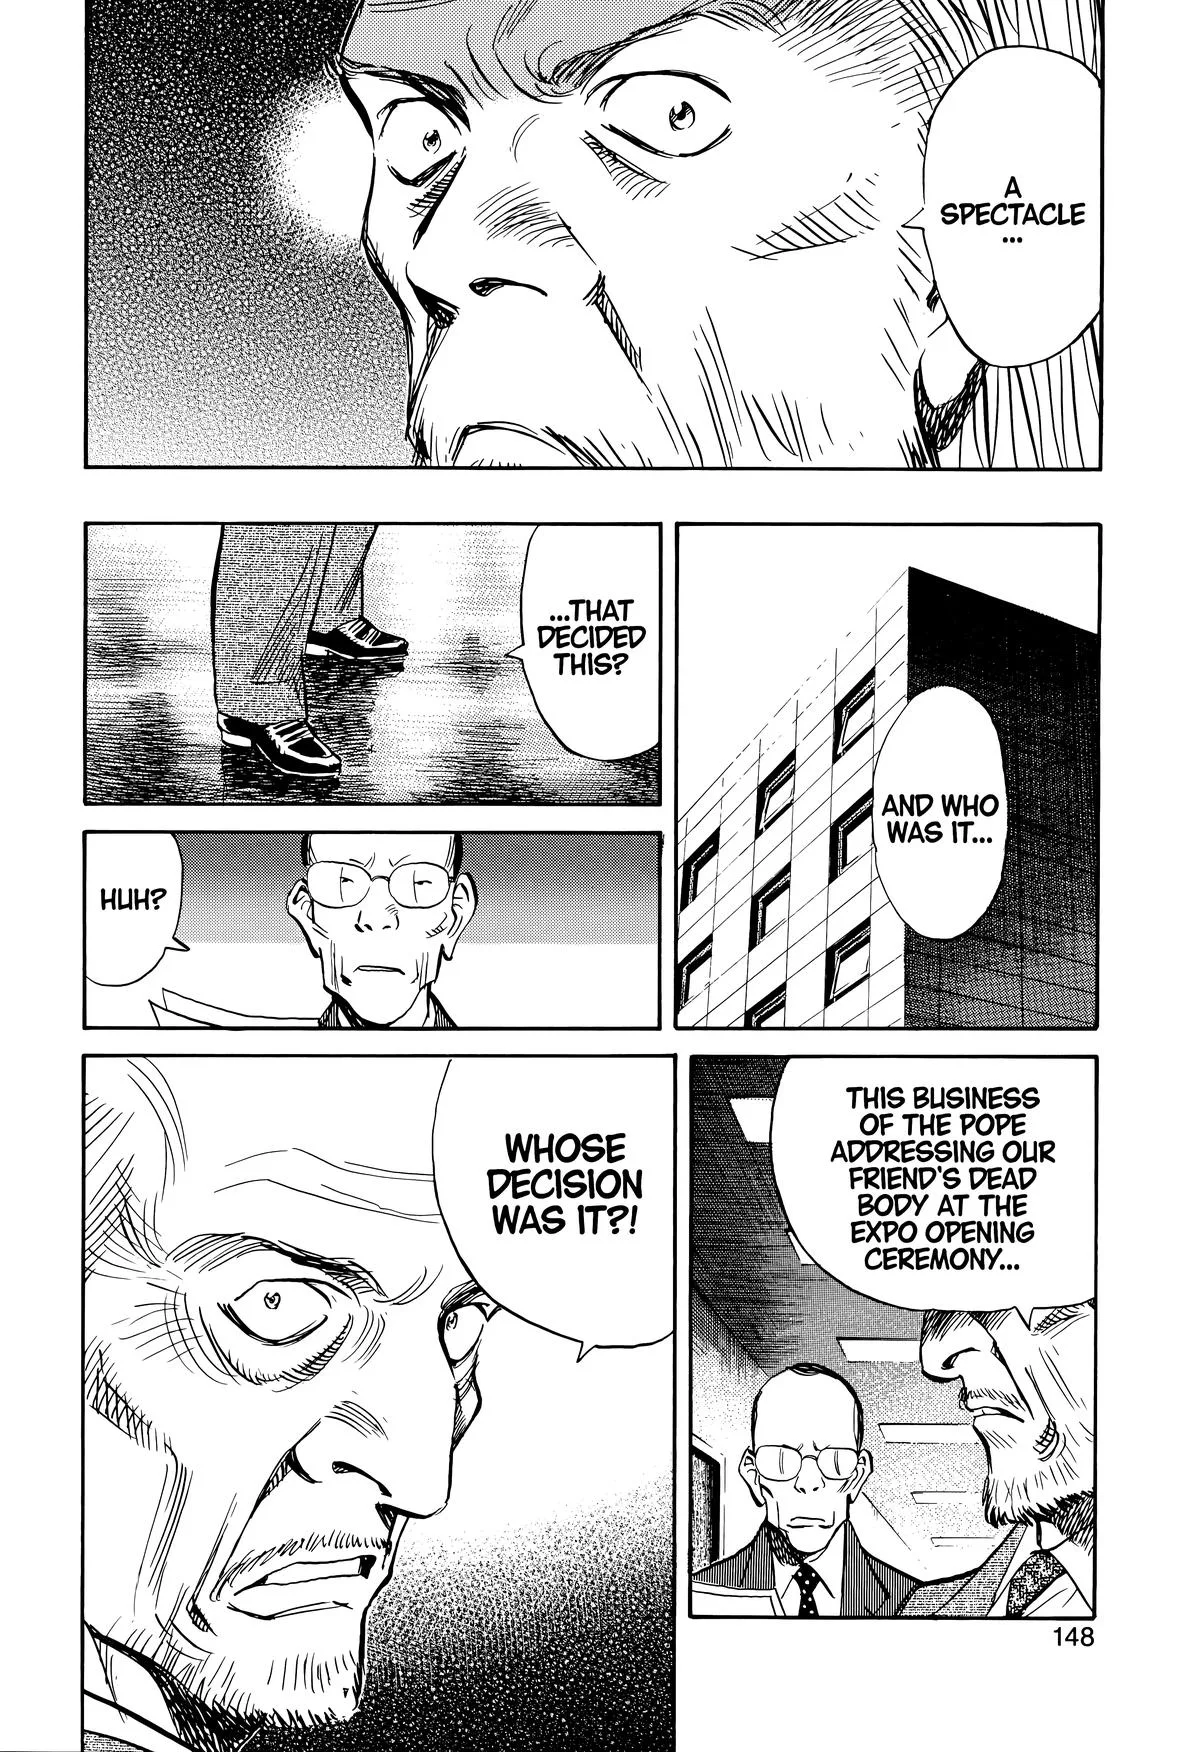 A
SPECTACLE
...
AND WHO
WAS IT...
...THAT
DECIDED
THIS?
HUH?
THIS BUSINESS
OF THE POPE
ADDRESSING OUR
FRIEND'S DEAD
BODY AT THE
EXPO OPENING
CEREMONY...
WHOSE
DECISION
WAS IT?!
148